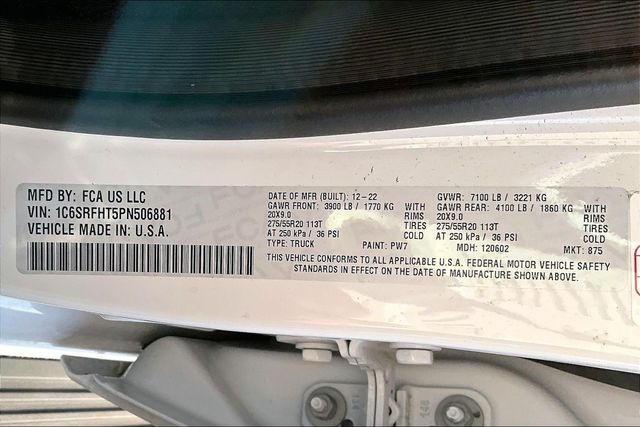 MFD BY: FCA US LLC
VIN: 1C6SRFHT5PN506881
VEHICLE MADE IN: U.S.A.
DATE OF MFR (BUILT): 12-22 GVWR: 7100 LB / 3221 KG
GAWR FRONT: 3900 LB / 1770 KG WITH GAWR REAR: 4100 LB / 1860 KG WITH
20X9.0 RIMS 20X9.0 RIMS
275/55R20 113T TIRES 275/55R20 113T TIRES
AT 250 kPa / 36 PSI COLD AT 250 kPa / 36 PSI COLD
TYPE: TRUCK PAINT: PW7 MDH: 120602 MKT: 875
THIS VEHICLE CONFORMS TO ALL APPLICABLE U.S.A. FEDERAL MOTOR VEHICLE SAFETY
STANDARDS IN EFFECT ON THE DATE OF MANUFACTURE SHOWN ABOVE.